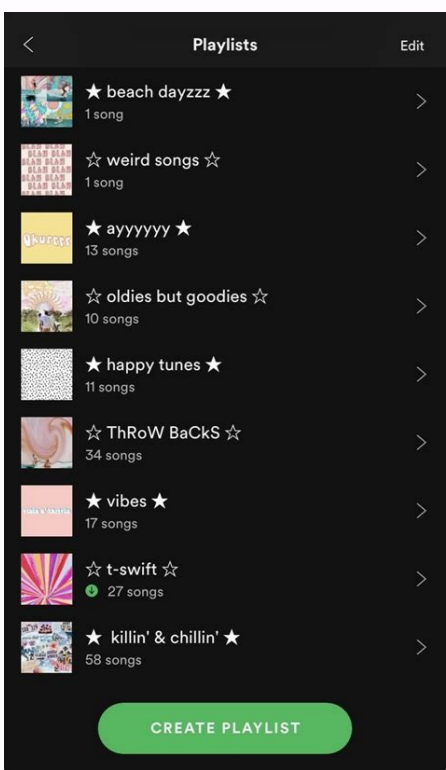 Playlists
Edit
★ beach dayzzz ★
1 song
☆ weird songs ☆
1 song
★ ayyyyyy ★
13 songs
☆ oldies but goodies ☆
10 songs
★ happy tunes ★
11 songs
☆ ThRoW BaCkS ☆
34 songs
★ vibes ★
17 songs
☆ t-swift ☆
27 songs
★ killin' & chillin' ★
58 songs
CREATE PLAYLIST